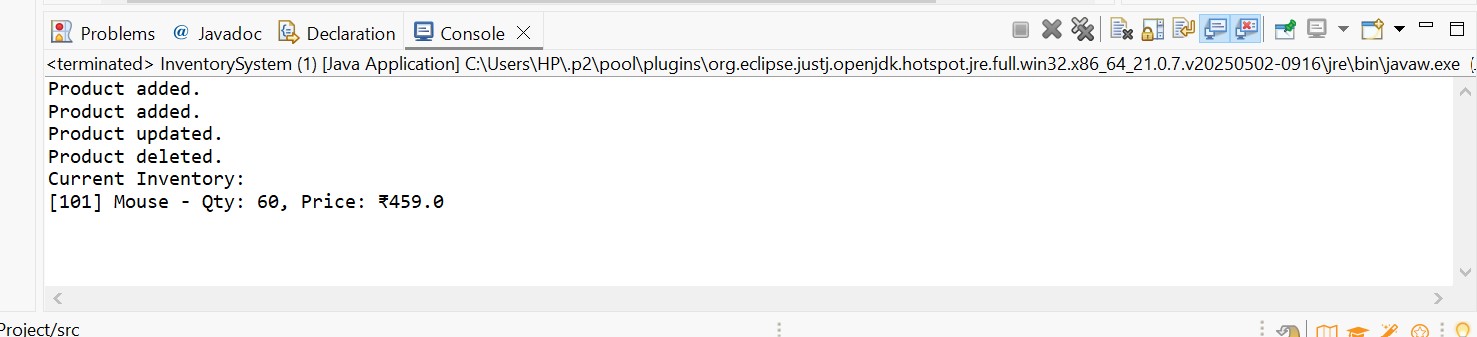 Problems @ Javadoc Declaration Console
<terminated> InventorySystem (1) [Java Application] C:\Users\HP\.p2\pool\plugins\org.eclipse.justj.openjdk.hotspot.jre.full.win32.x86_64_21.0.7.v20250502-0916\jre\bin\javaw.exe (
Product added.
Product added.
Product updated.
Product deleted.
Current Inventory:
[101] Mouse - Qty: 60, Price: ₹459.0
Project/src